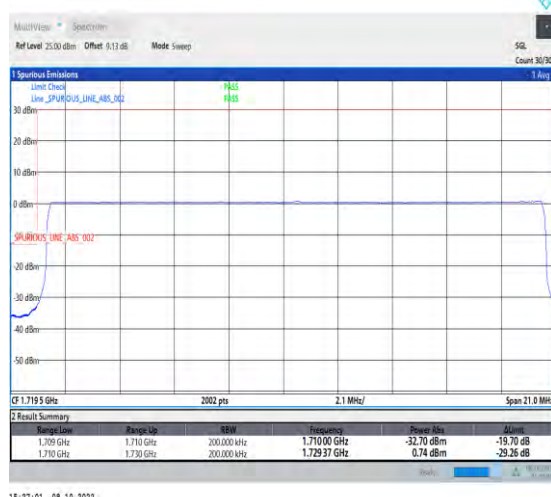 MultiView Spectrum
Ref Level 25.00 dBm Offset 9.13 dB Mode Sweep SGL
Count 30/30
1 Spurious Emissions 1 Avg
Limit Check PASS
Line _SPURIOUS_LINE_ABS_002 PASS
30 dBm
20 dBm
10 dBm
0 dBm
SPURIOUS_LINE_ABS_002
-20 dBm
-30 dBm
-40 dBm
-50 dBm
CF 1.719 5 GHz 2002 pts 2.1 MHz/ Span 21.0 MHz
2 Result Summary
Range Low Range Up RBW Frequency Power Abs ΔLimit
1.709 GHz 1.710 GHz 200.000 kHz 1.710 00 GHz -32.70 dBm -19.70 dB
1.710 GHz 1.730 GHz 200.000 kHz 1.729 37 GHz 0.74 dBm -29.26 dB
Ready